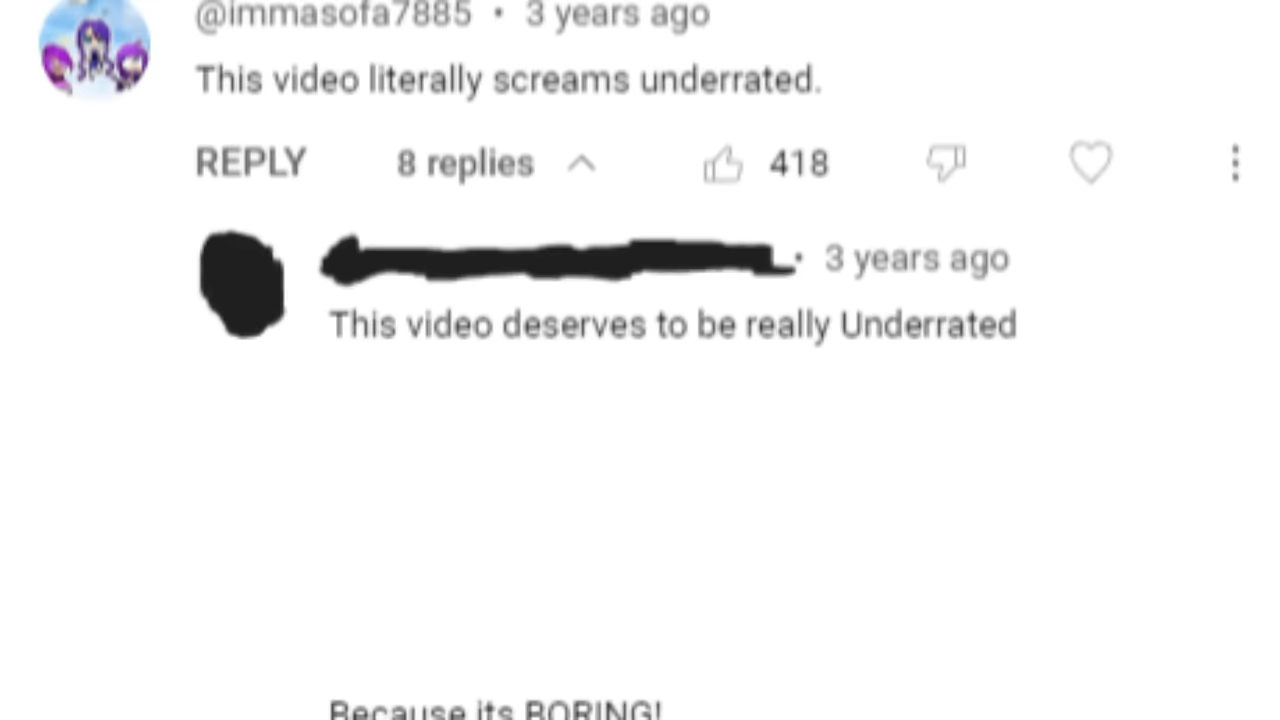 @immasofa7885 • 3 years ago
This video literally screams underrated.
REPLY 8 replies 418
· 3 years ago
This video deserves to be really Underrated
Because its BORING!